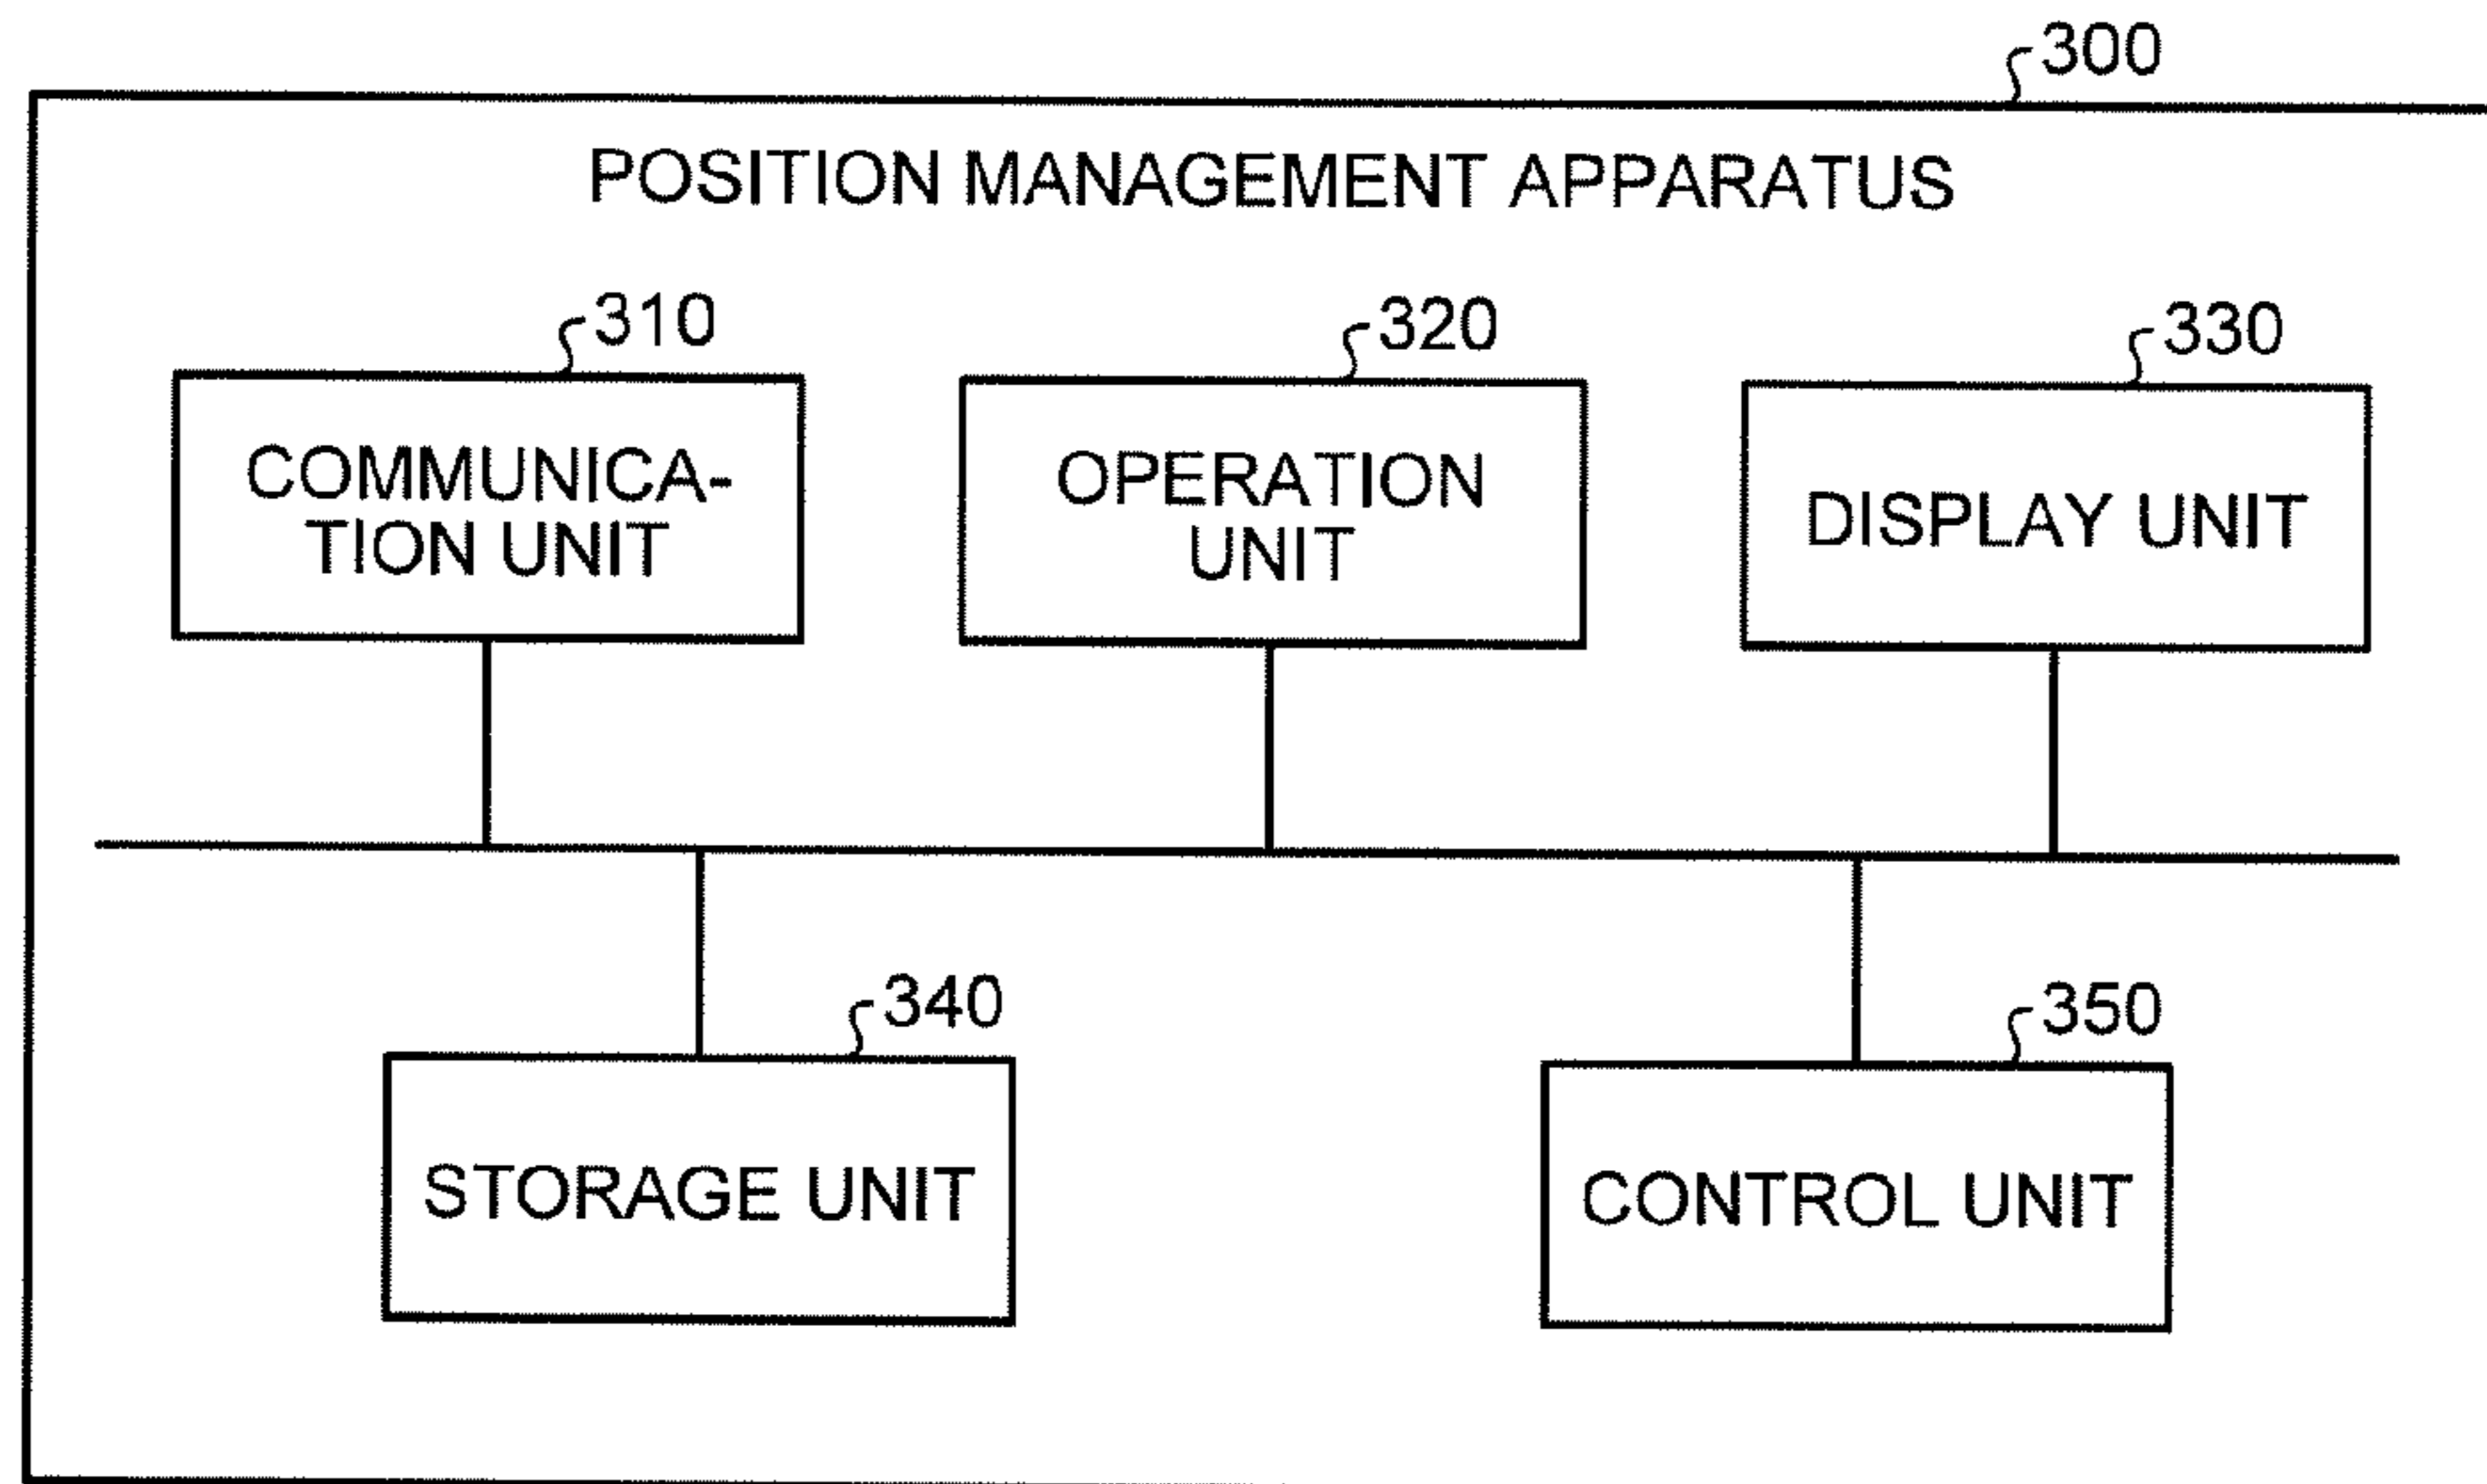 300
POSITION MANAGEMENT APPARATUS
310
320
330
COMMUNICA-
TION UNIT
OPERATION
UNIT
DISPLAY UNIT
340
350
STORAGE UNIT
CONTROL UNIT